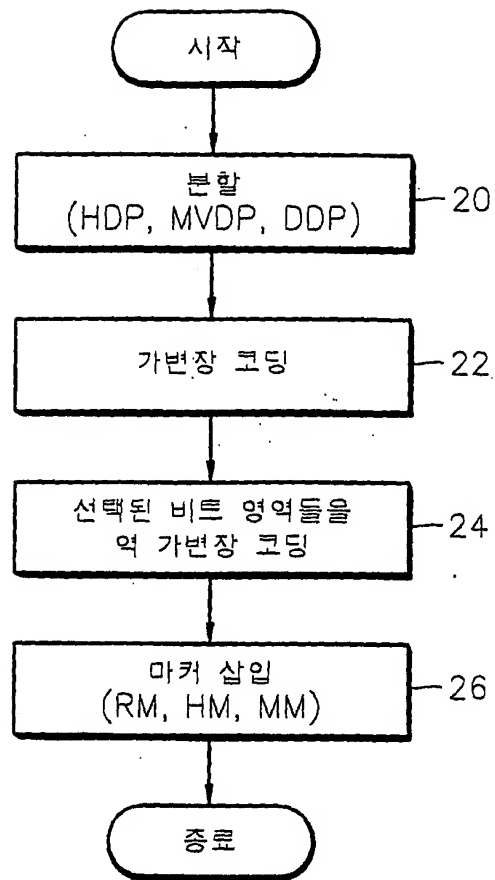 시작
분할
(HDP, MVDP, DDP)
20
가변장 코딩
22
선택된 비트 영역들을
역 가변장 코딩
24
마커 삽입
(RM, HM, MM)
26
종료